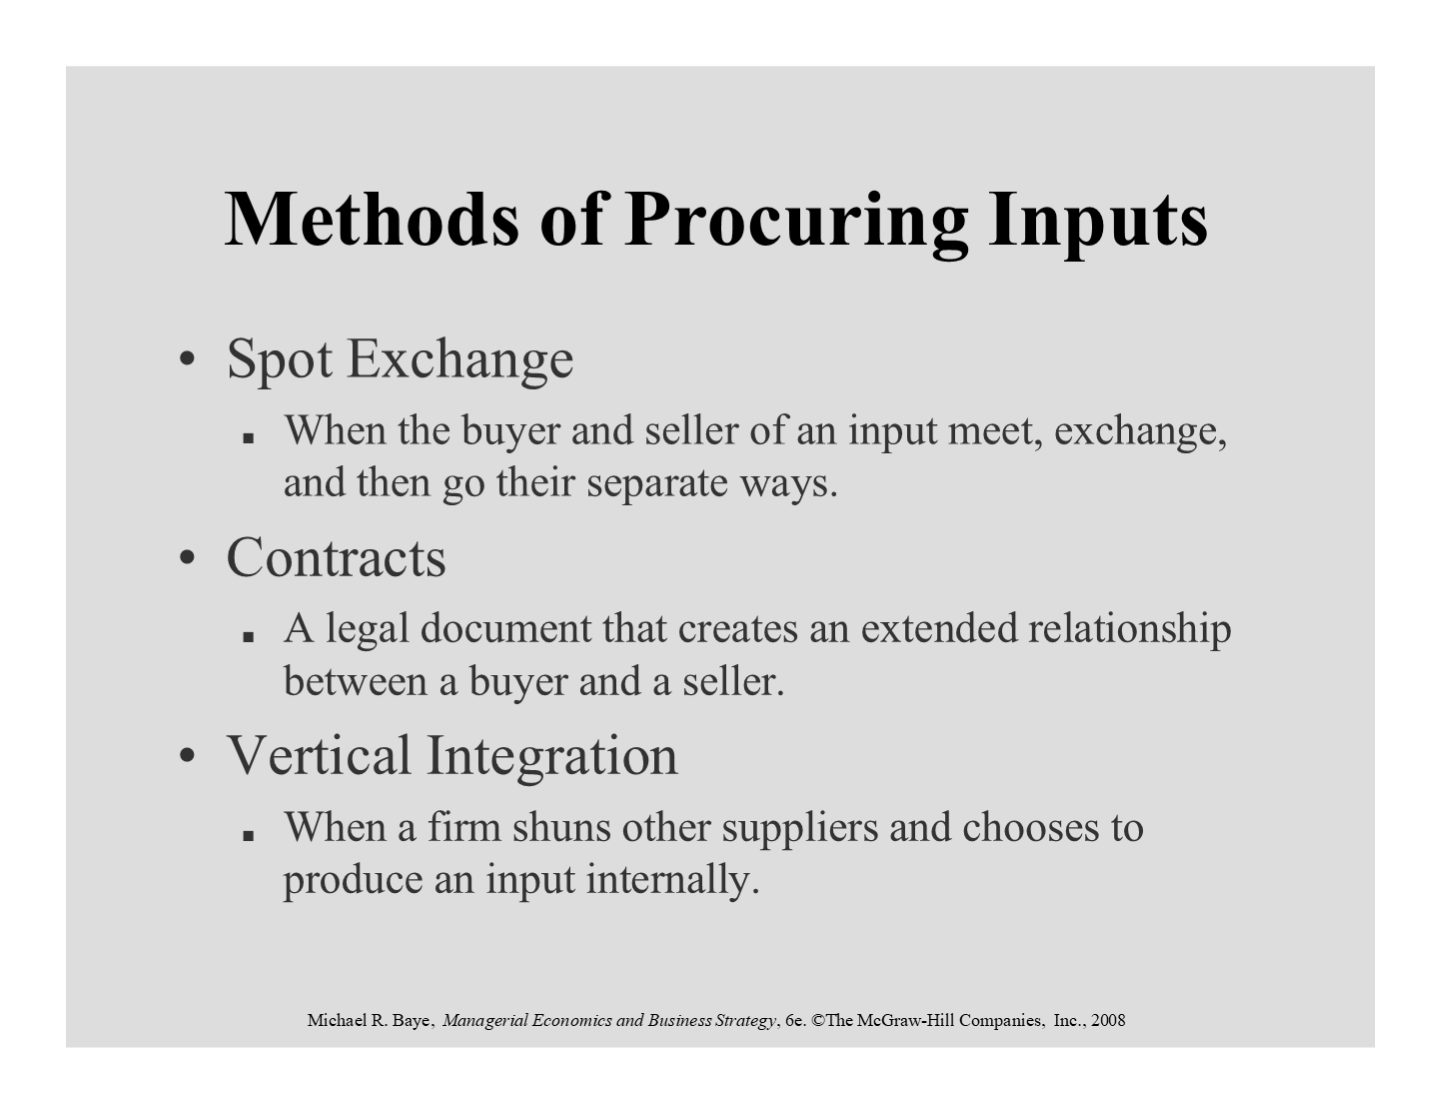 Methods of Procuring Inputs
• Spot Exchange
▪ When the buyer and seller of an input meet, exchange,
and then go their separate ways.
• Contracts
▪ A legal document that creates an extended relationship
between a buyer and a seller.
• Vertical Integration
▪ When a firm shuns other suppliers and chooses to
produce an input internally.
Michael R. Baye, Managerial Economics and Business Strategy, 6e. ©The McGraw-Hill Companies, Inc., 2008